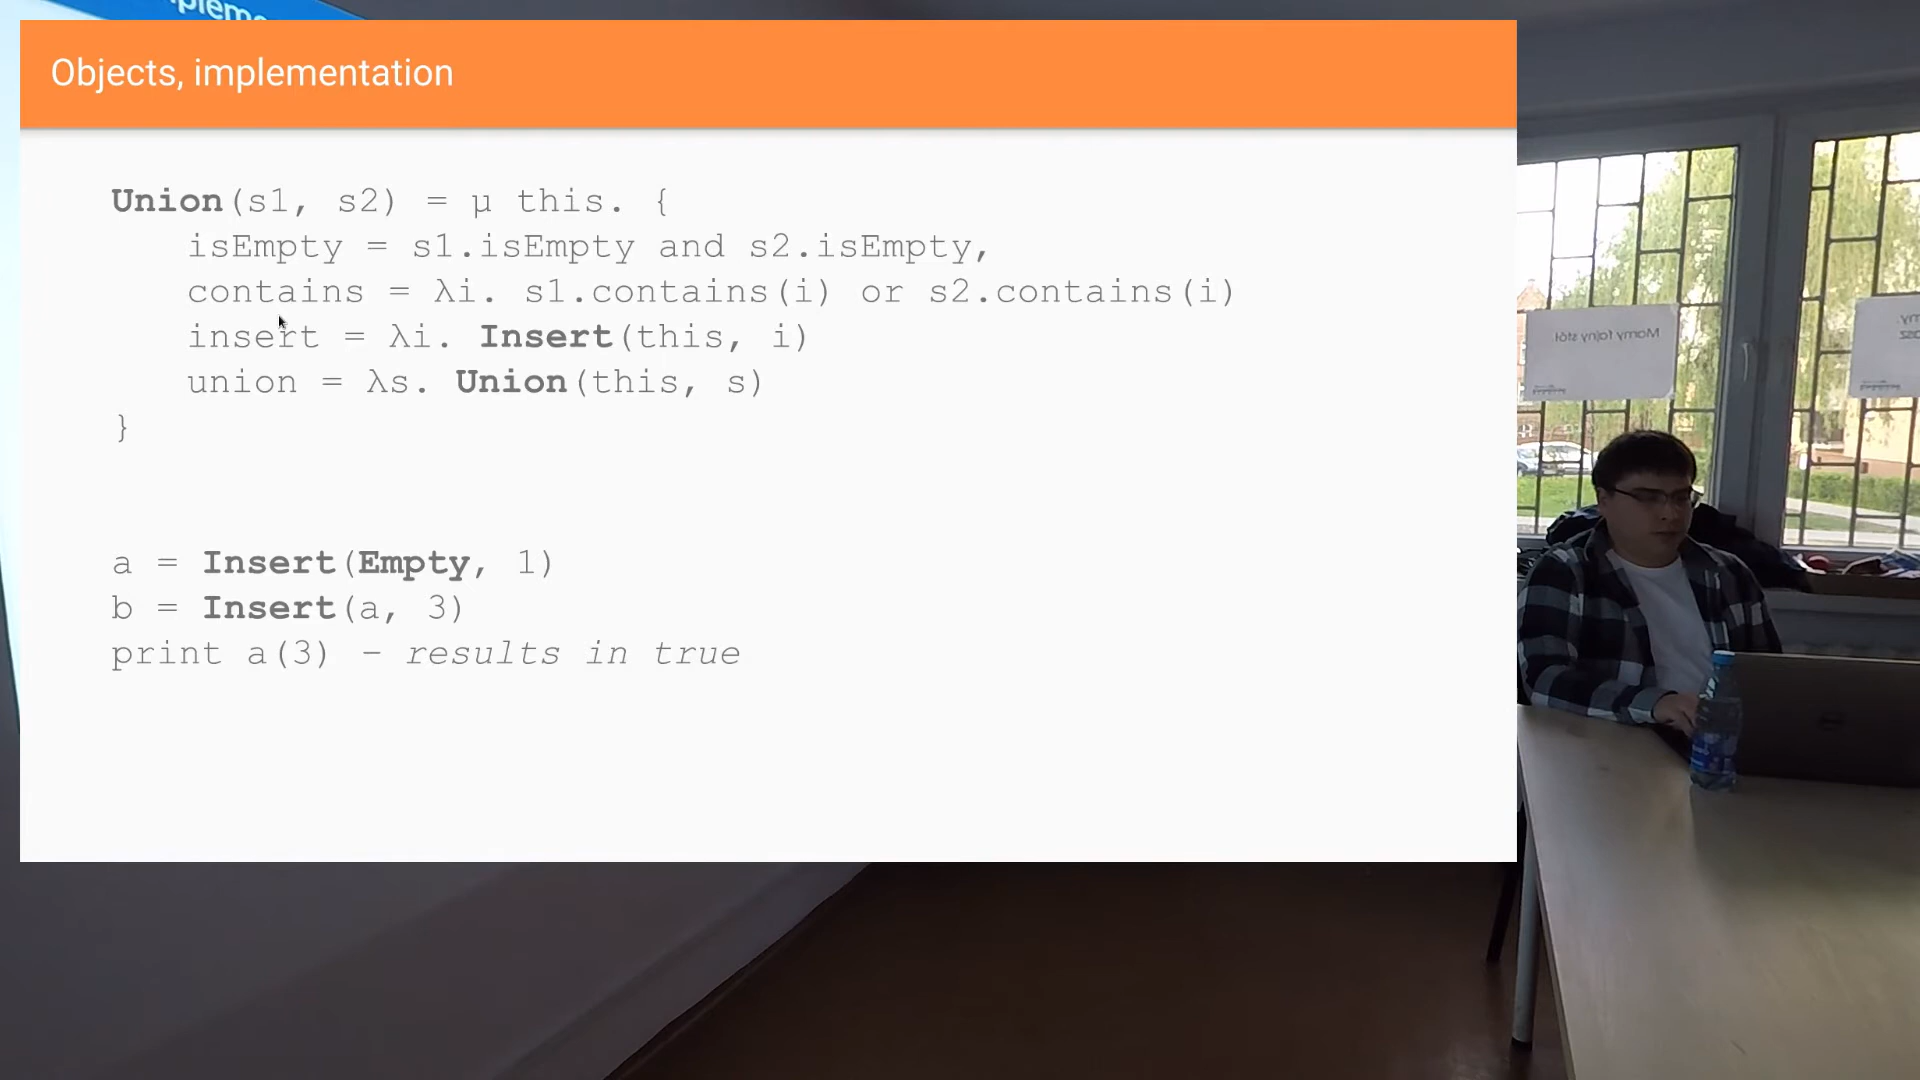 Objects, implementation
Union(s1, s2) = μ this. {
isEmpty = s1.isEmpty and s2.isEmpty,
contains = λi. s1.contains(i) or s2.contains(i)
insert = λi. Insert(this, i)
union = λs. Union(this, s)
}
a = Insert(Empty, 1)
b = Insert(a, 3)
print a(3) – results in true
Mamy fajny stół!